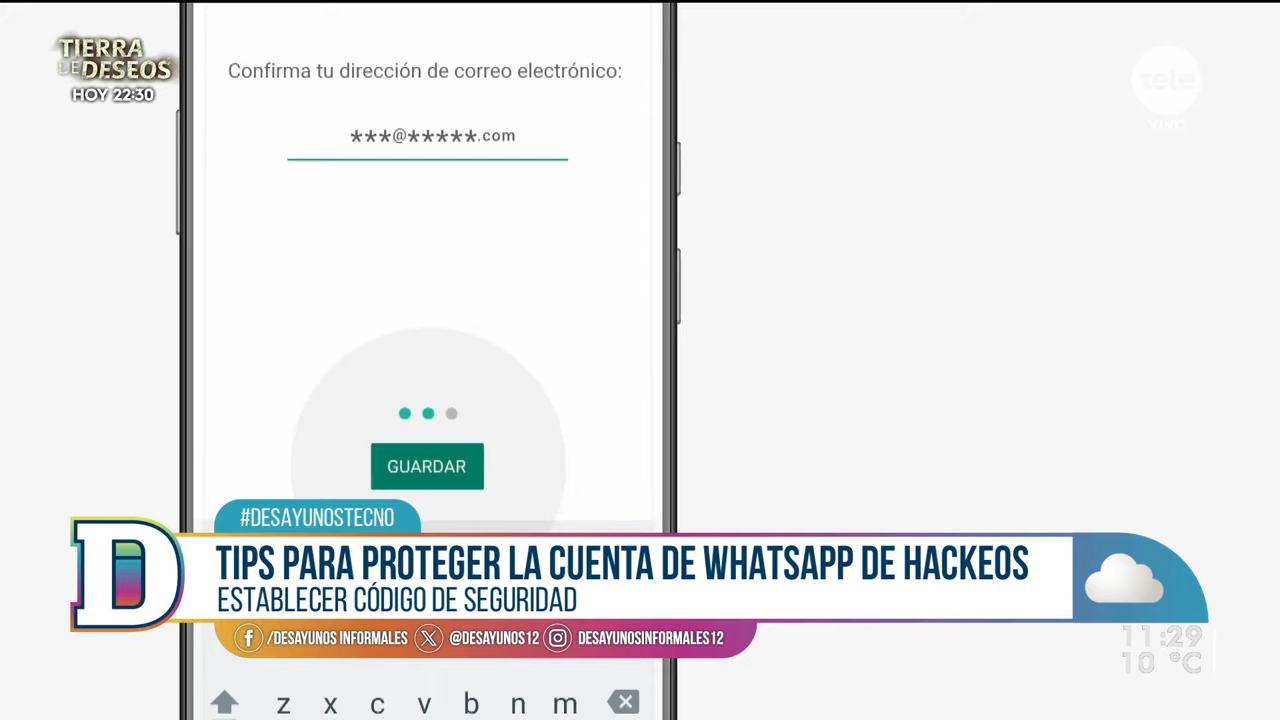 TIERRA
DE DESEOS
HOY 22:30
Confirma tu dirección de correo electrónico:
***@*****.com
tele
VIVO
GUARDAR
#DESAYUNOSTECNO
D
TIPS PARA PROTEGER LA CUENTA DE WHATSAPP DE HACKEOS
ESTABLECER CÓDIGO DE SEGURIDAD
/DESAYUNOS INFORMALES @DESAYUNOS12 DESAYUNOSINFORMALES12
11:29
10 °C
z x c v b n m